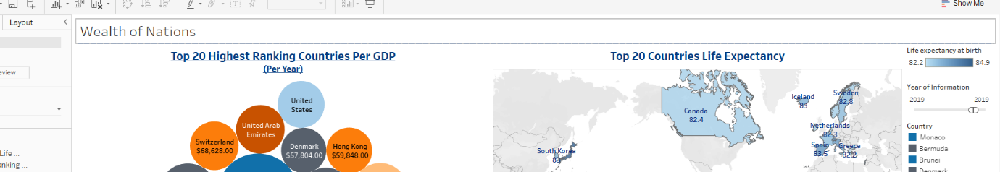 Show Me
Layout
Wealth of Nations
eview
Life ...
anking ...
Top 20 Highest Ranking Countries Per GDP
(Per Year)
United
States
United Arab
Emirates
Switzerland
$68,628.00
Denmark
$57,804.00
Hong Kong
$59,848.00
Top 20 Countries Life Expectancy
Canada
82.4
Iceland
83
Sweden
82.8
Netherlands
82.3
Spain
83.5
Greece
82.2
South Korea
83
Life expectancy at birth
82.2 84.9
Year of Information
2019 2019
Country
Monaco
Bermuda
Brunei
Denmark